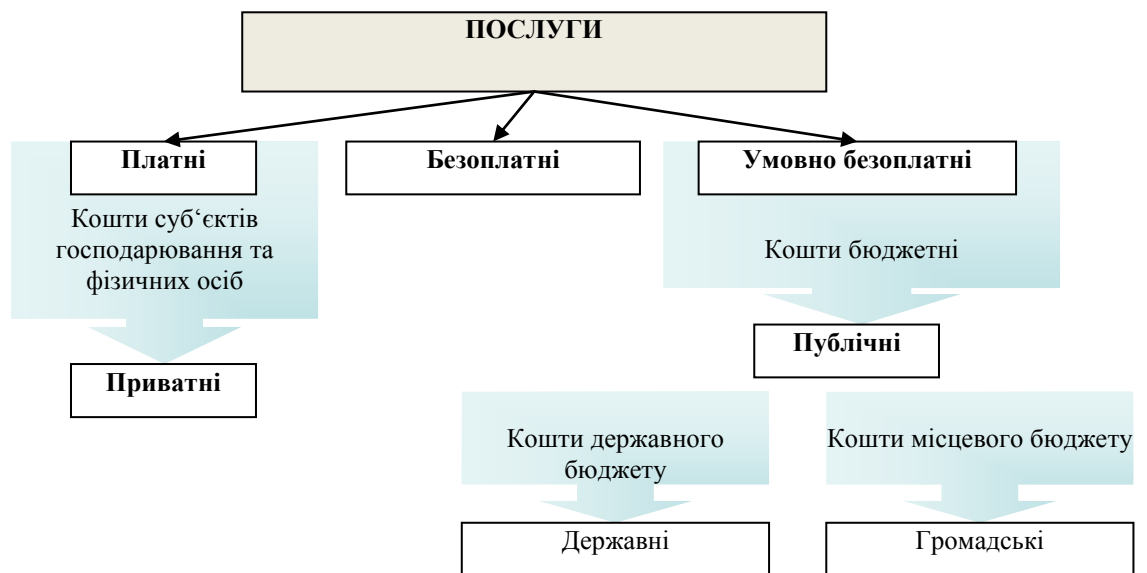 ПОСЛУГИ
Платні
Безоплатні
Умовно безоплатні
Кошти суб‘єктів
господарювання та
фізичних осіб
Кошти бюджетні
Публічні
Приватні
Кошти державного
бюджету
Кошти місцевого бюджету
Державні
Громадські